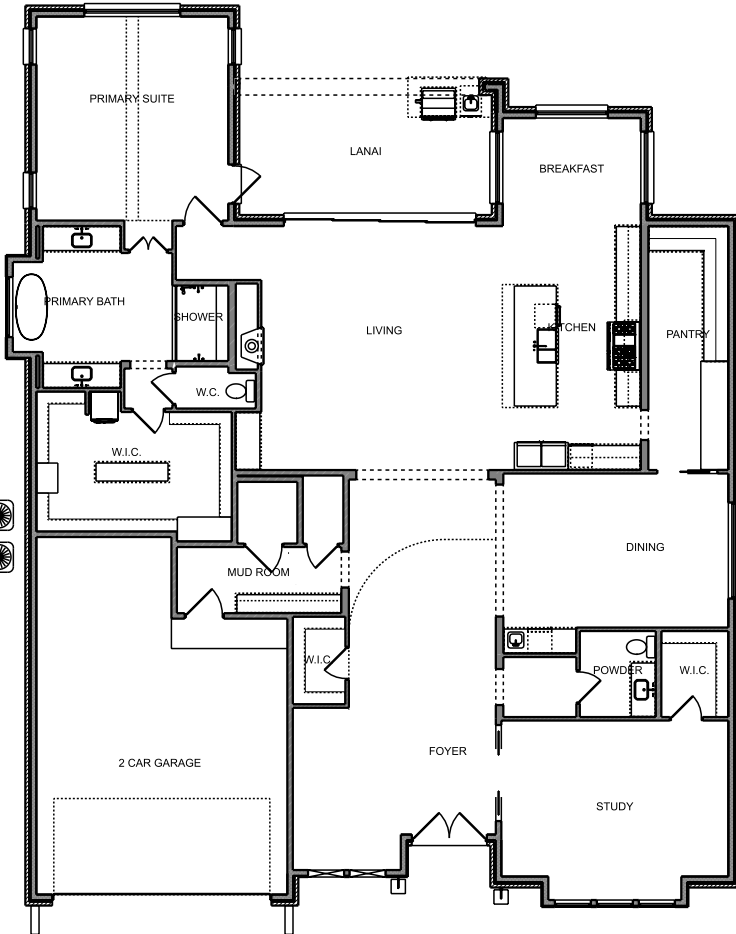 PRIMARY SUITE
LANAI
BREAKFAST
PRIMARY BATH
SHOWER
LIVING
KITCHEN
PANTRY
W.C.
W.I.C.
DINING
MUD ROOM
W.I.C.
POWDER
W.I.C.
FOYER
2 CAR GARAGE
STUDY